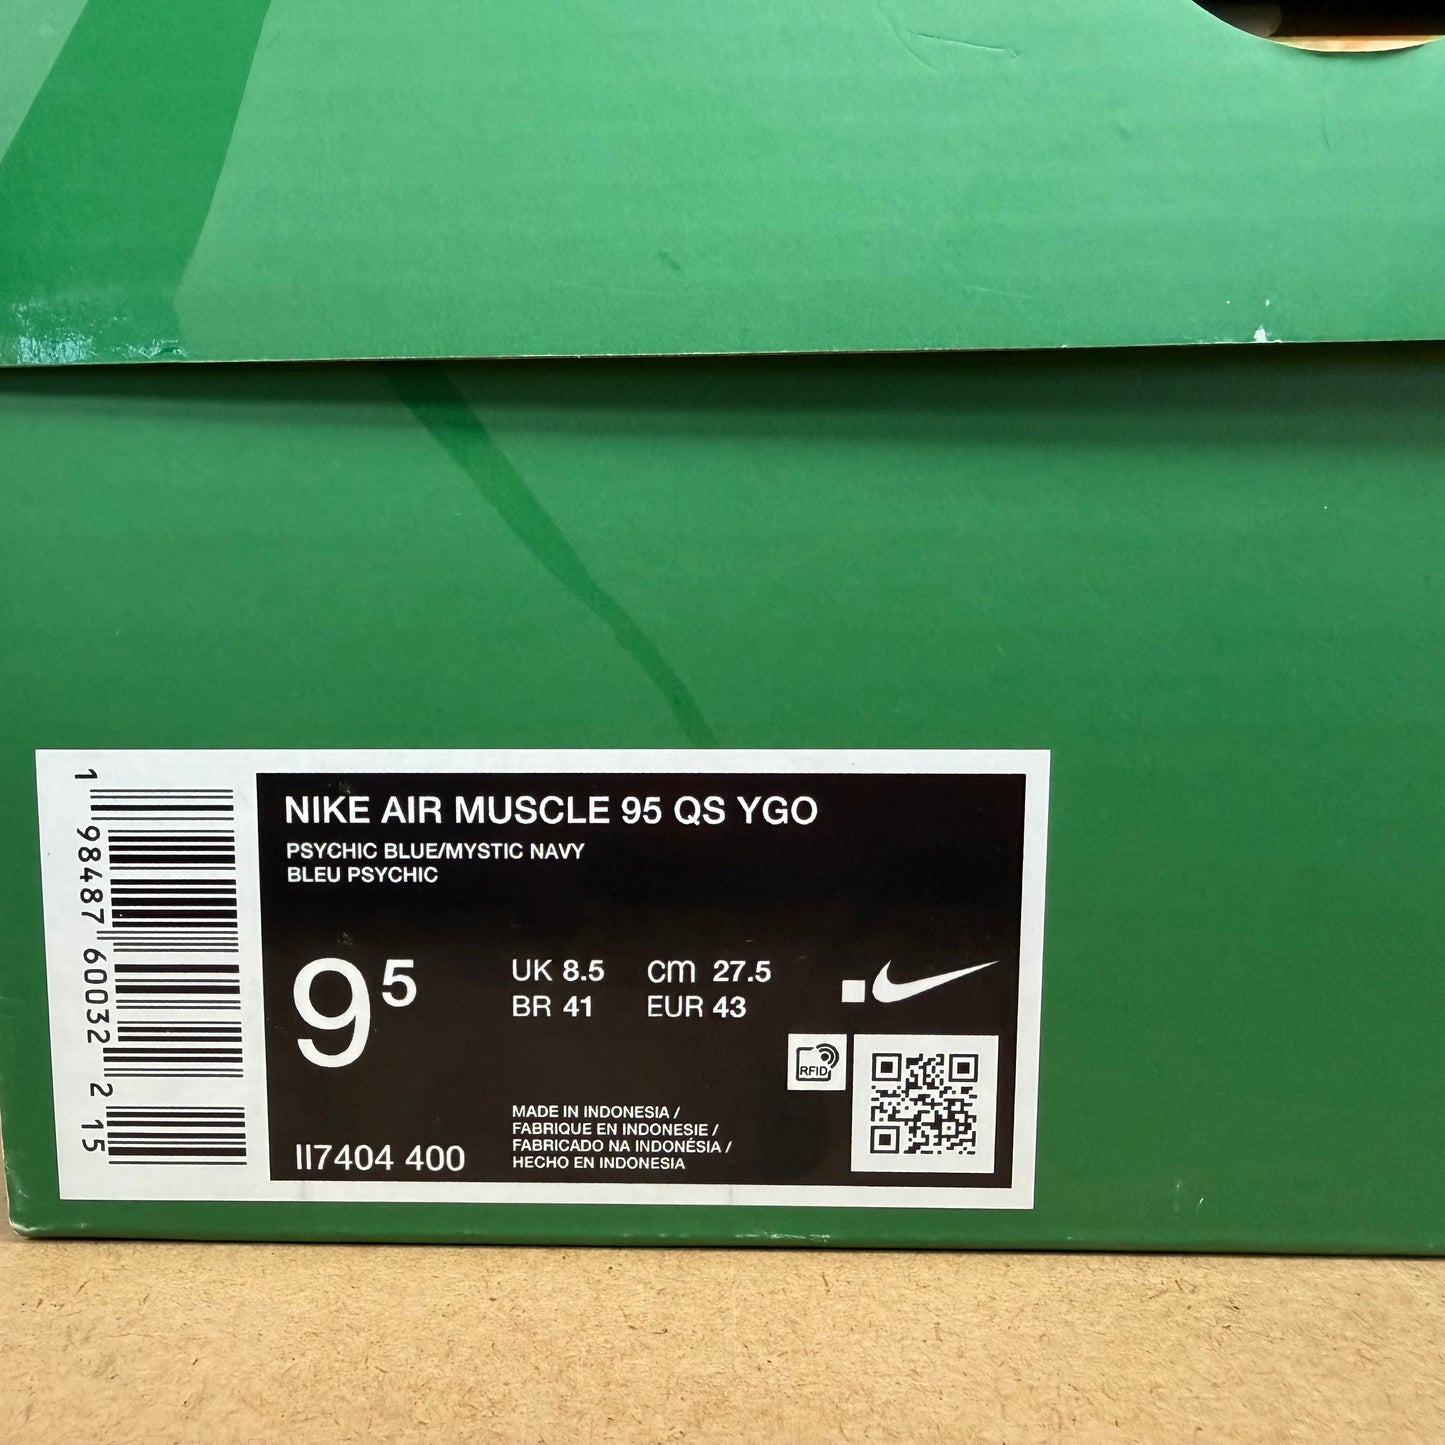 NIKE AIR MUSCLE 95 QS YGO
PSYCHIC BLUE/MYSTIC NAVY
BLEU PSYCHIC
9⁵
UK 8.5 cm 27.5
BR 41 EUR 43
RFID
MADE IN INDONESIA /
FABRIQUE EN INDONESIE /
FABRICADO NA INDONÉSIA /
HECHO EN INDONESIA
II7404 400
1 98487 60032 2 15